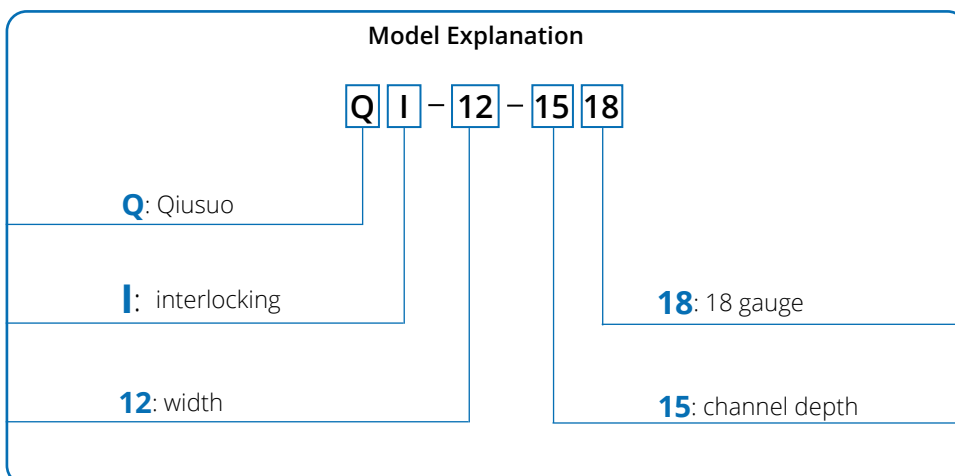 Model Explanation
Q I – 12 – 15 18
Q: Qiusuo
I: interlocking
18: 18 gauge
12: width
15: channel depth